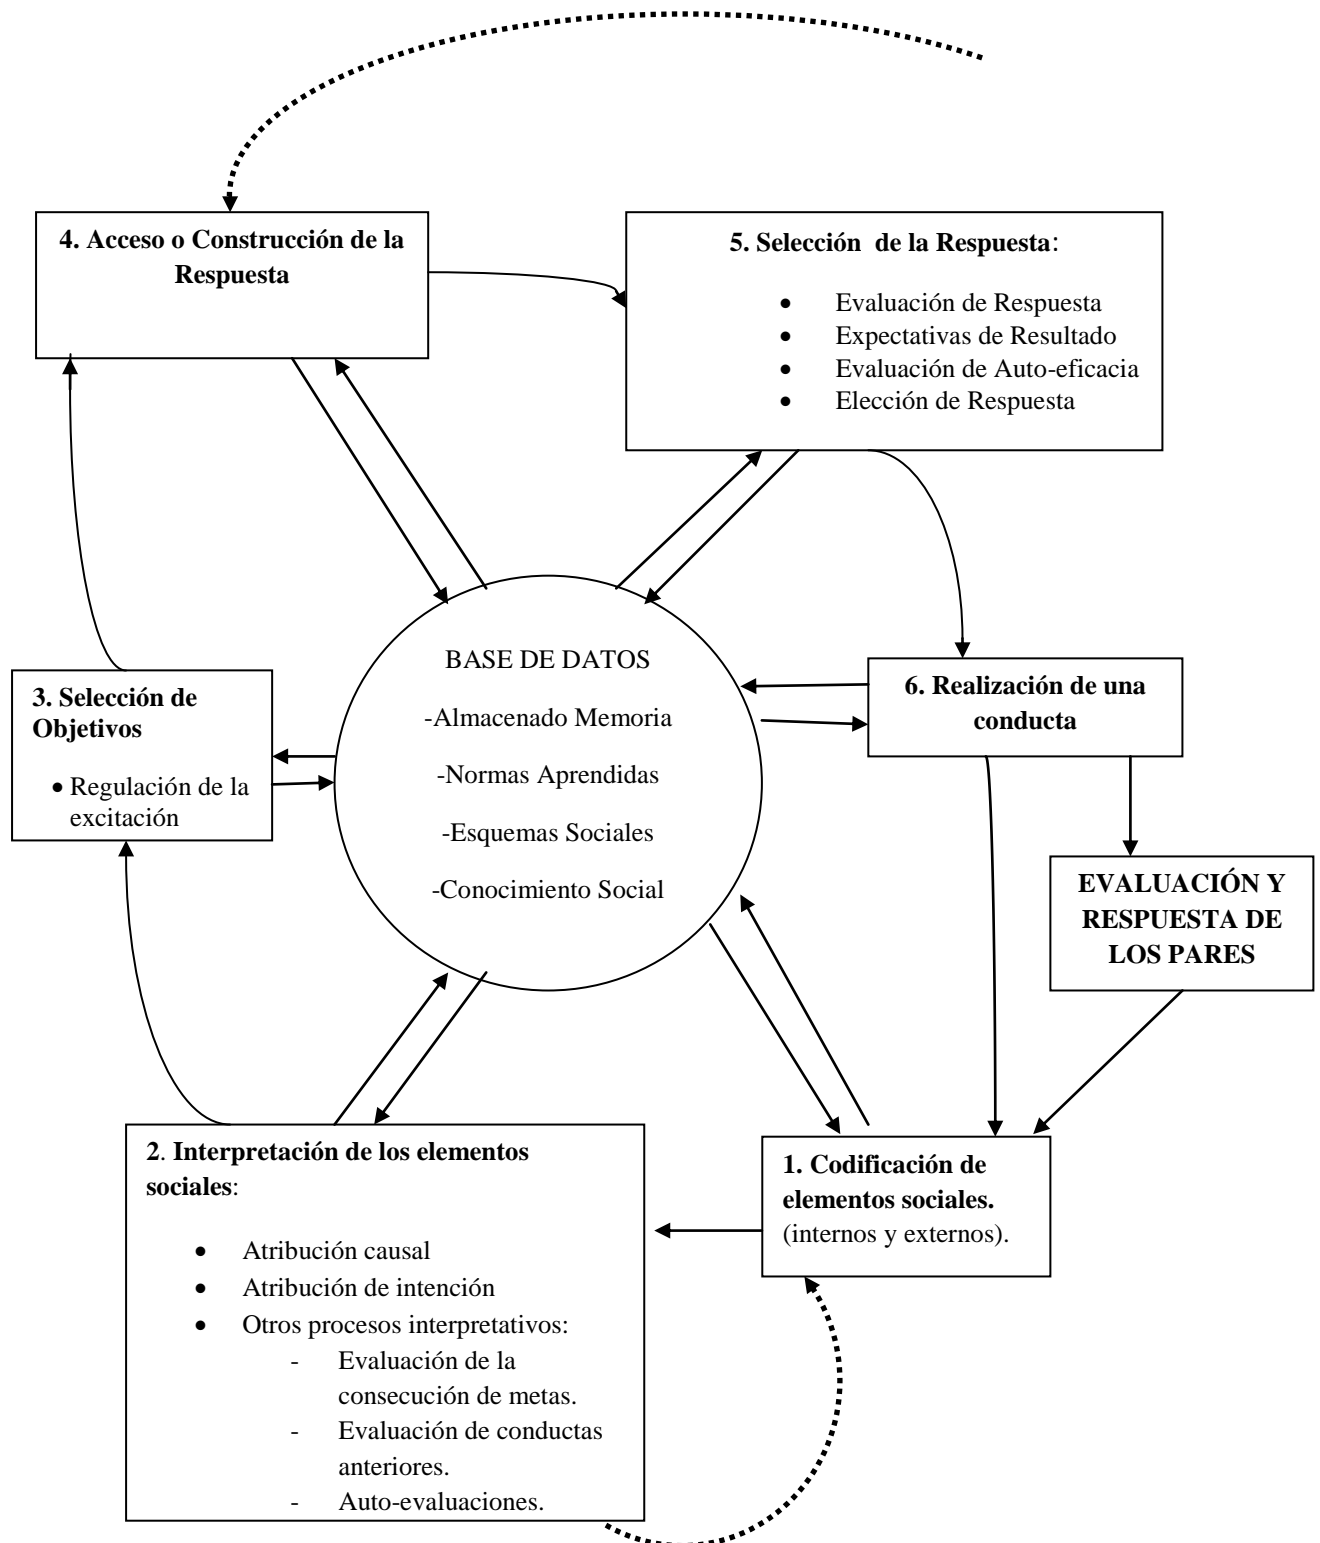 4. Acceso o Construcción de la
Respuesta
5. Selección de la Respuesta:
• Evaluación de Respuesta
• Expectativas de Resultado
• Evaluación de Auto-eficacia
• Elección de Respuesta
BASE DE DATOS
-Almacenado Memoria
-Normas Aprendidas
-Esquemas Sociales
-Conocimiento Social
3. Selección de
Objetivos
• Regulación de la
excitación
6. Realización de una
conducta
EVALUACIÓN Y
RESPUESTA DE
LOS PARES
2. Interpretación de los elementos
sociales:
• Atribución causal
• Atribución de intención
• Otros procesos interpretativos:
- Evaluación de la
consecución de metas.
- Evaluación de conductas
anteriores.
- Auto-evaluaciones.
1. Codificación de
elementos sociales.
(internos y externos).